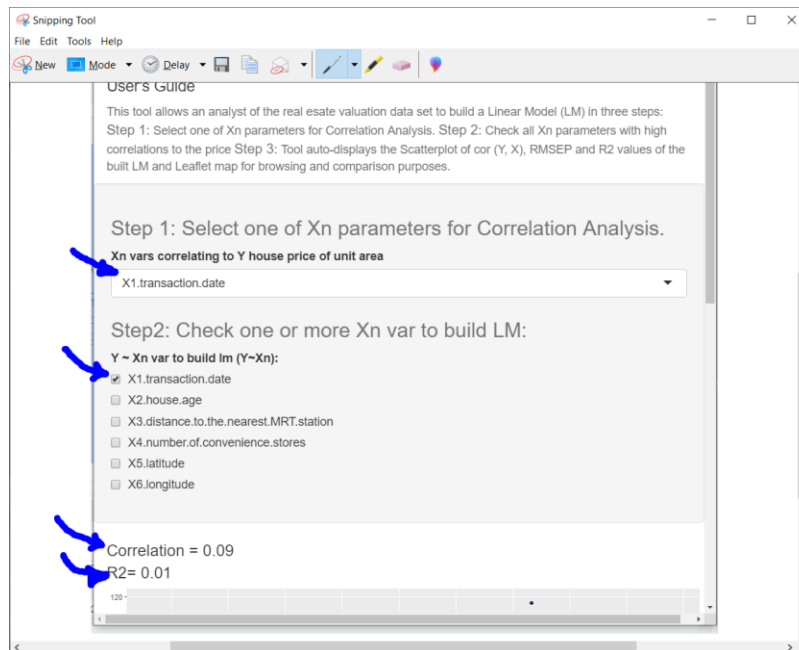 Snipping Tool
File Edit Tools Help
New Mode Delay
User's Guide
This tool allows an analyst of the real esate valuation data set to build a Linear Model (LM) in three steps:
Step 1: Select one of Xn parameters for Correlation Analysis. Step 2: Check all Xn parameters with high
correlations to the price Step 3: Tool auto-displays the Scatterplot of cor (Y, X), RMSEP and R2 values of the
built LM and Leaflet map for browsing and comparison purposes.
Step 1: Select one of Xn parameters for Correlation Analysis.
Xn vars correlating to Y house price of unit area
X1.transaction.date
Step2: Check one or more Xn var to build LM:
Y ~ Xn var to build lm (Y~Xn):
X1.transaction.date
X2.house.age
X3.distance.to.the.nearest.MRT.station
X4.number.of.convenience.stores
X5.latitude
X6.longitude
Correlation = 0.09
R2= 0.01
120